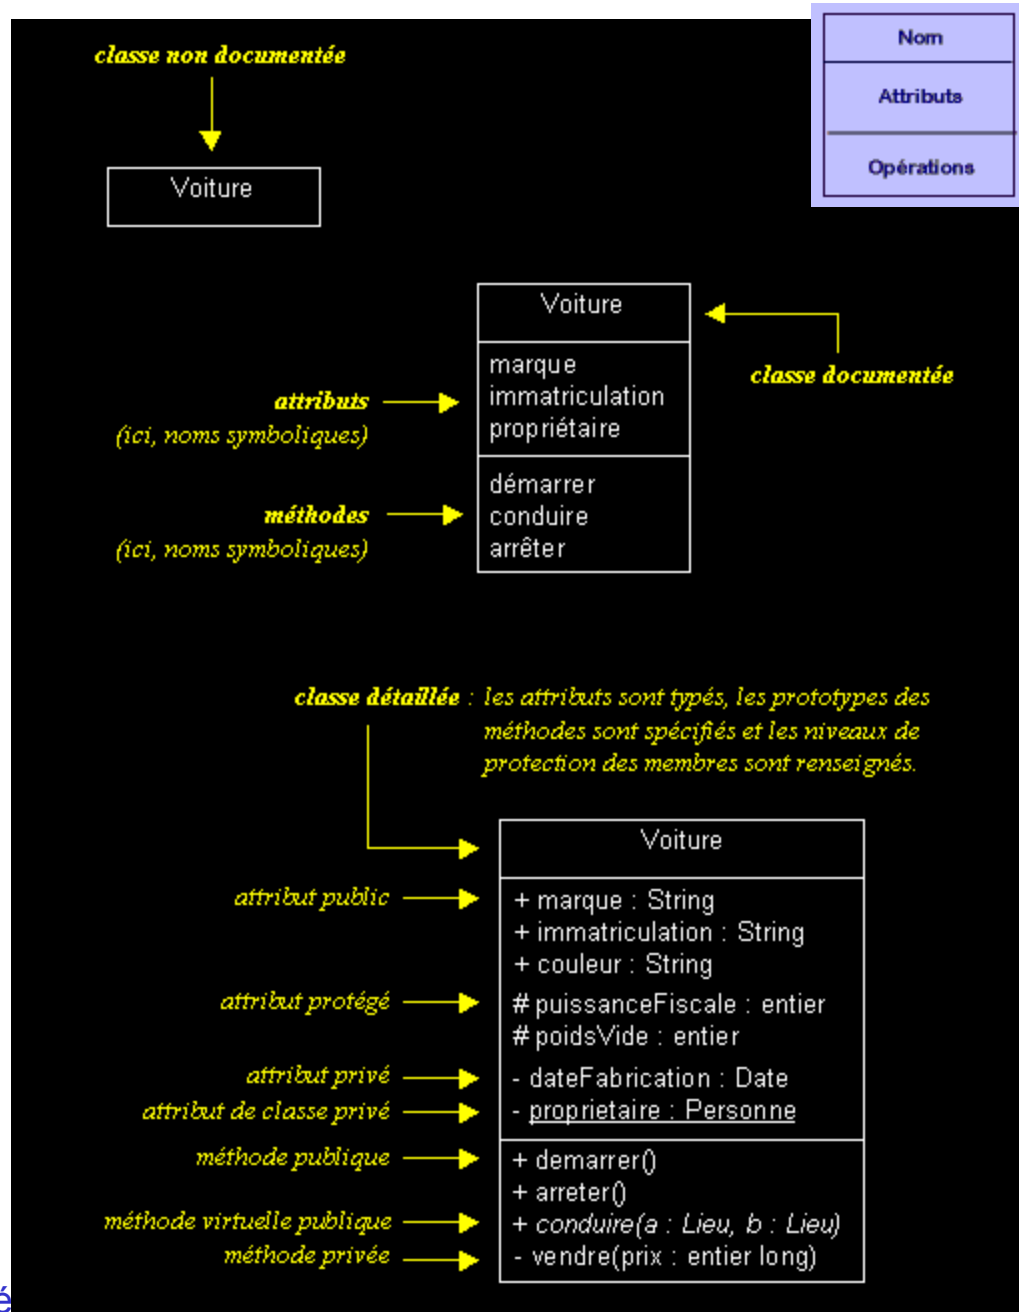 Nom
Attributs
Opérations
classe non documentée
Voiture
Voiture
marque
immatriculation
propriétaire
démarrer
conduire
arrêter
classe documentée
attributs
(ici, noms symboliques)
méthodes
(ici, noms symboliques)
classe détaillée : les attributs sont typés, les prototypes des
méthodes sont spécifiés et les niveaux de
protection des membres sont renseignés.
Voiture
attribut public
+ marque : String
+ immatriculation : String
+ couleur : String
attribut protégé
# puissanceFiscale : entier
# poidsVide : entier
attribut privé
- dateFabrication : Date
attribut de classe privé
- proprietaire : Personne
méthode publique
+ demarrer()
+ arreter()
méthode virtuelle publique
+ conduire(a : Lieu, b : Lieu)
méthode privée
- vendre(prix : entier long)
é